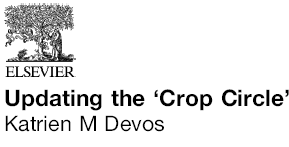 ELSEVIER
Updating the ‘Crop Circle’
Katrien M Devos